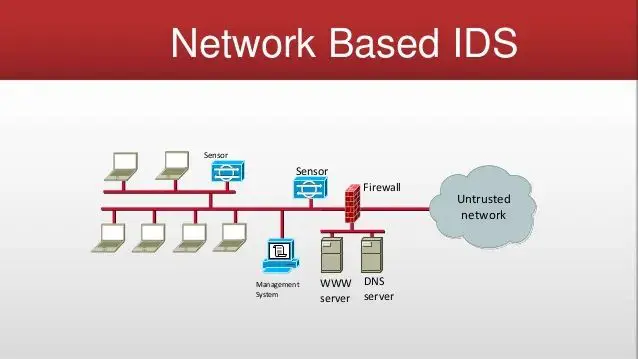 Network Based IDS
Sensor
Sensor
Firewall
Untrusted
network
Management
System
WWW
server
DNS
server